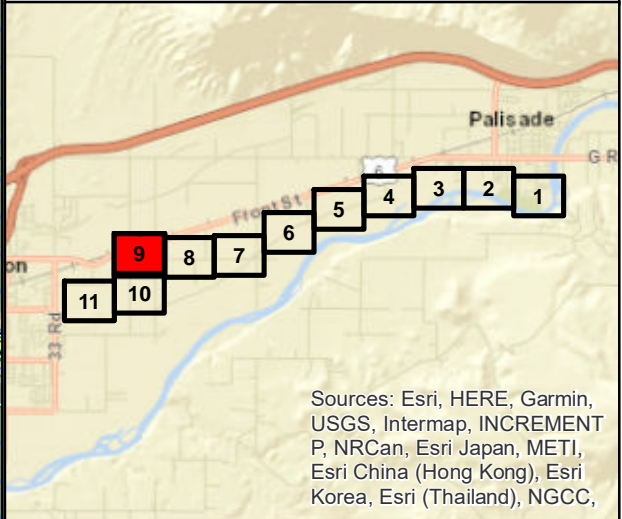 Palisade
G R
6
Front St
1
2
3
4
5
6
7
8
9
10
11
on
33 Rd
Sources: Esri, HERE, Garmin,
USGS, Intermap, INCREMENT
P, NRCan, Esri Japan, METI,
Esri China (Hong Kong), Esri
Korea, Esri (Thailand), NGCC,